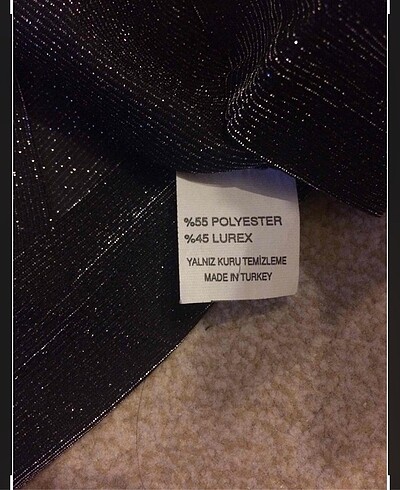 %55 POLYESTER
%45 LUREX
YALNIZ KURU TEMİZLEME
MADE IN TURKEY